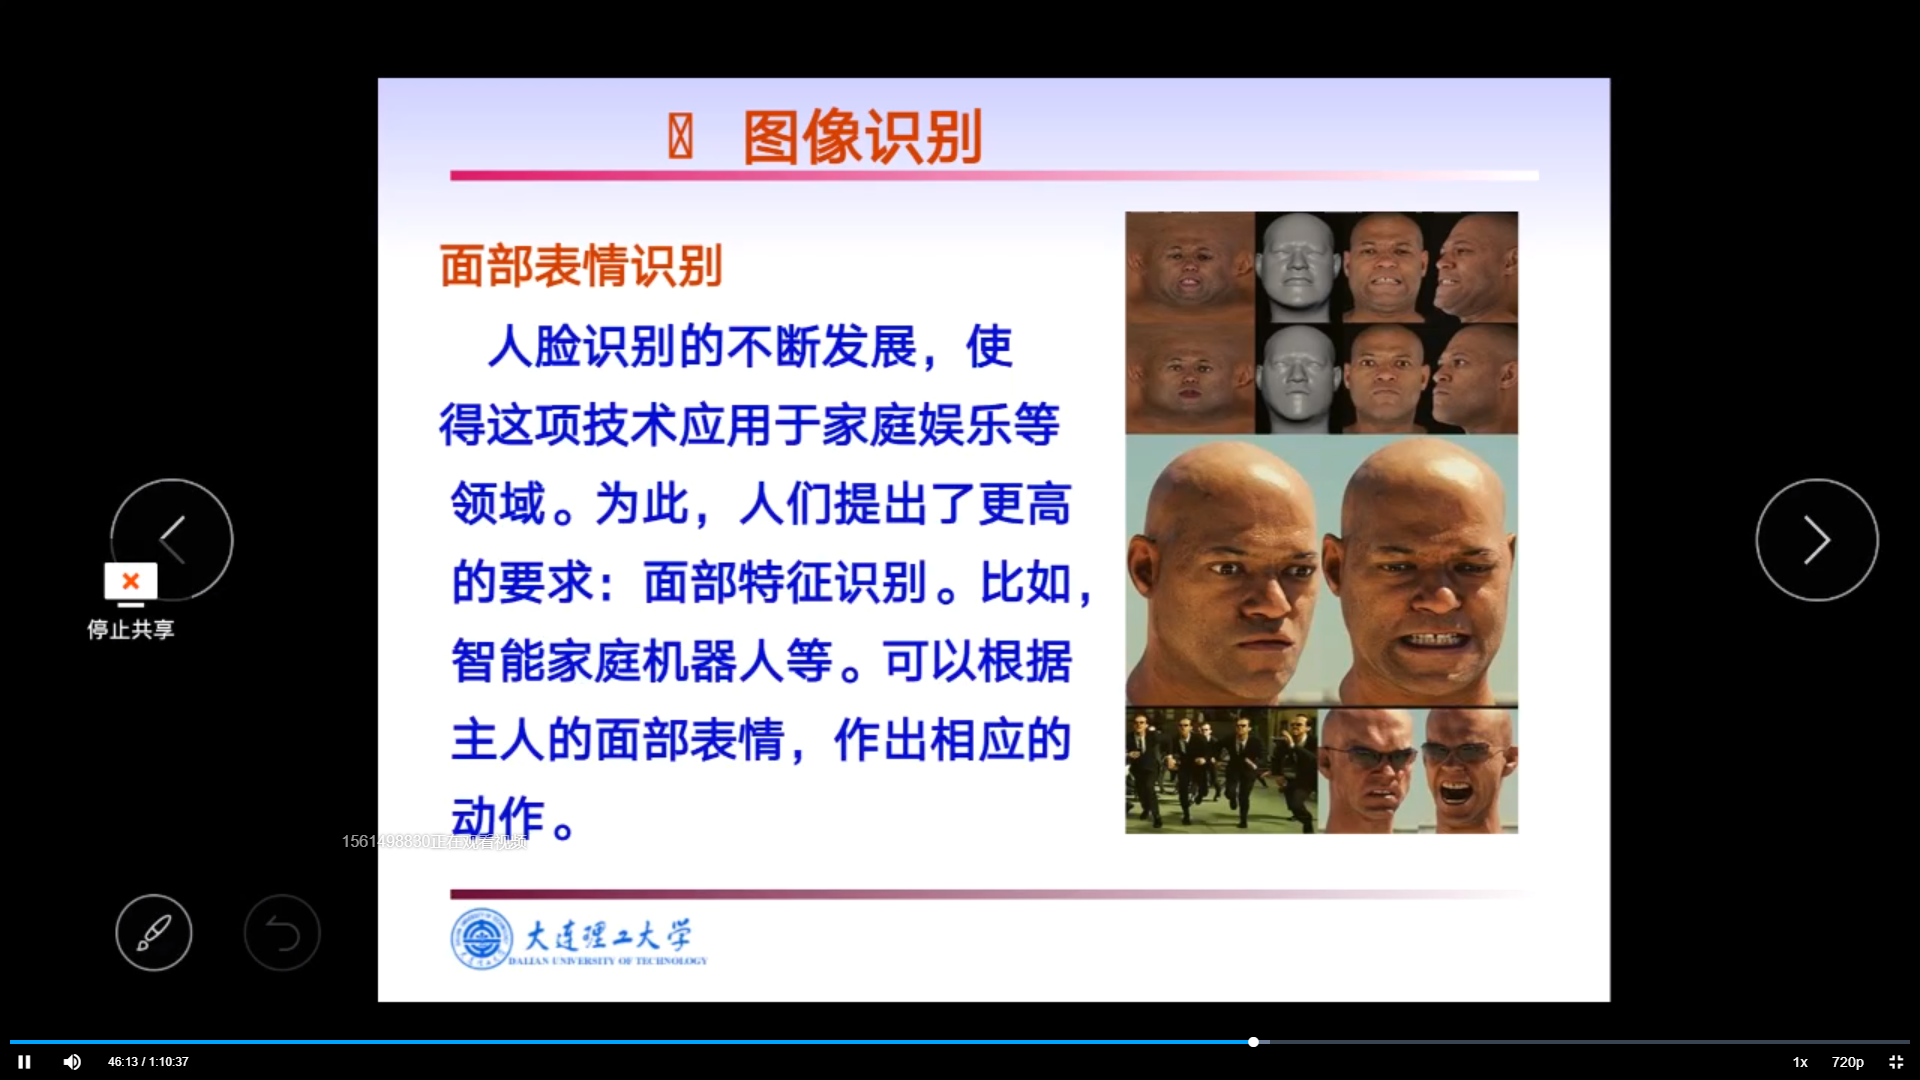 图像识别
面部表情识别
人脸识别的不断发展，使
得这项技术应用于家庭娱乐等
领域。为此，人们提出了更高
的要求：面部特征识别。比如，
智能家庭机器人等。可以根据
主人的面部表情，作出相应的
动作。
停止共享
1561498830正在观看视频
大连理工大学
DALIAN UNIVERSITY OF TECHNOLOGY
46:13 / 1:10:37
1x
720p